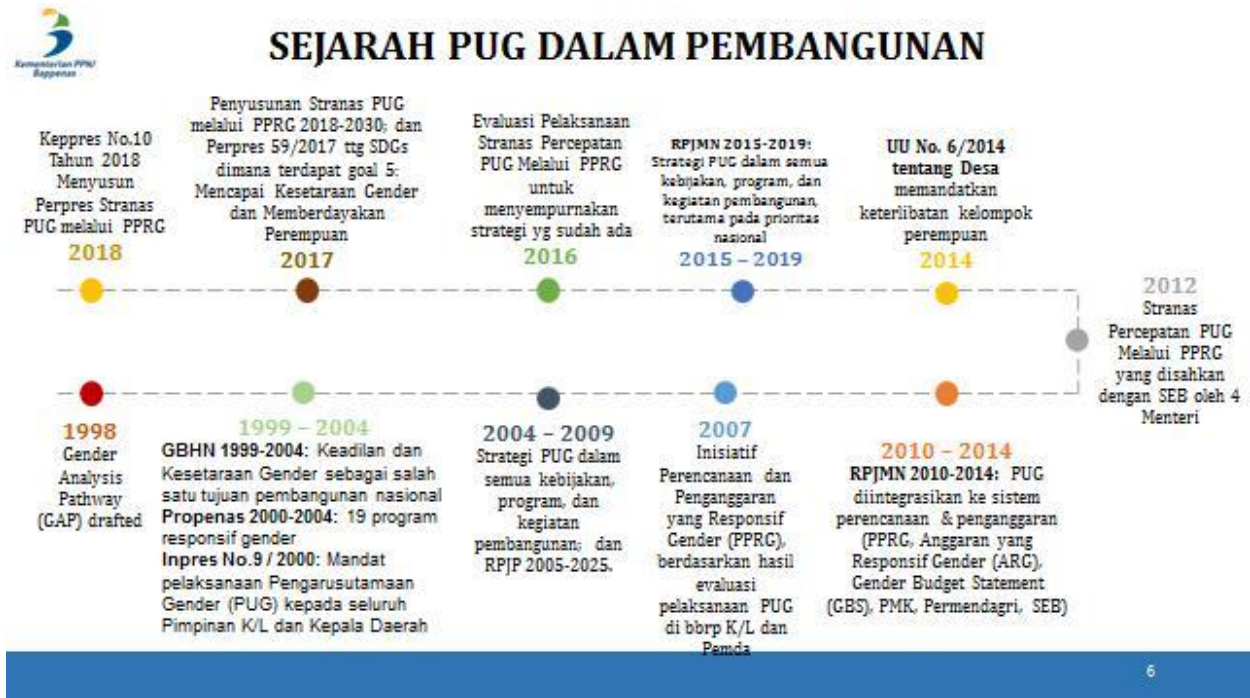 Kementerian PPN/
Bappenas
SEJARAH PUG DALAM PEMBANGUNAN
Keppres No.10
Tahun 2018
Menyusun
Perpres Stranas
PUG melalui PPRG
2018
Penyusunan Stranas PUG
melalui PPRG 2018-2030; dan
Perpres 59/2017 ttg SDGs
dimana terdapat goal 5:
Mencapai Kesetaraan Gender
dan Memberdayakan
Perempuan
2017
Evaluasi Pelaksanaan
Stranas Percepatan
PUG Melalui PPRG
untuk
menyempurnakan
strategi yg sudah ada
2016
RPJMN 2015-2019:
Strategi PUG dalam semua
kebijakan, program, dan
kegiatan pembangunan,
terutama pada prioritas
nasional
2015 – 2019
UU No. 6/2014
tentang Desa
memandatkan
keterlibatan kelompok
perempuan
2014
2012
Stranas
Percepatan PUG
Melalui PPRG
yang disahkan
dengan SEB oleh 4
Menteri
1998
Gender
Analysis
Pathway
(GAP) drafted
1999 – 2004
GBHN 1999-2004: Keadilan dan
Kesetaraan Gender sebagai salah
satu tujuan pembangunan nasional
Propenas 2000-2004: 19 program
responsif gender
Inpres No.9 / 2000: Mandat
pelaksanaan Pengarusutamaan
Gender (PUG) kepada seluruh
Pimpinan K/L dan Kepala Daerah
2004 – 2009
Strategi PUG dalam
semua kebijakan,
program, dan
kegiatan
pembangunan; dan
RPJP 2005-2025.
2007
Inisiatif
Perencanaan dan
Penganggaran
yang Responsif
Gender (PPRG),
berdasarkan hasil
evaluasi
pelaksanaan PUG
di bbrp K/L dan
Pemda
2010 – 2014
RPJMN 2010-2014: PUG
diintegrasikan ke sistem
perencanaan & penganggaran
(PPRG, Anggaran yang
Responsif Gender (ARG),
Gender Budget Statement
(GBS), PMK, Permendagri, SEB)
6